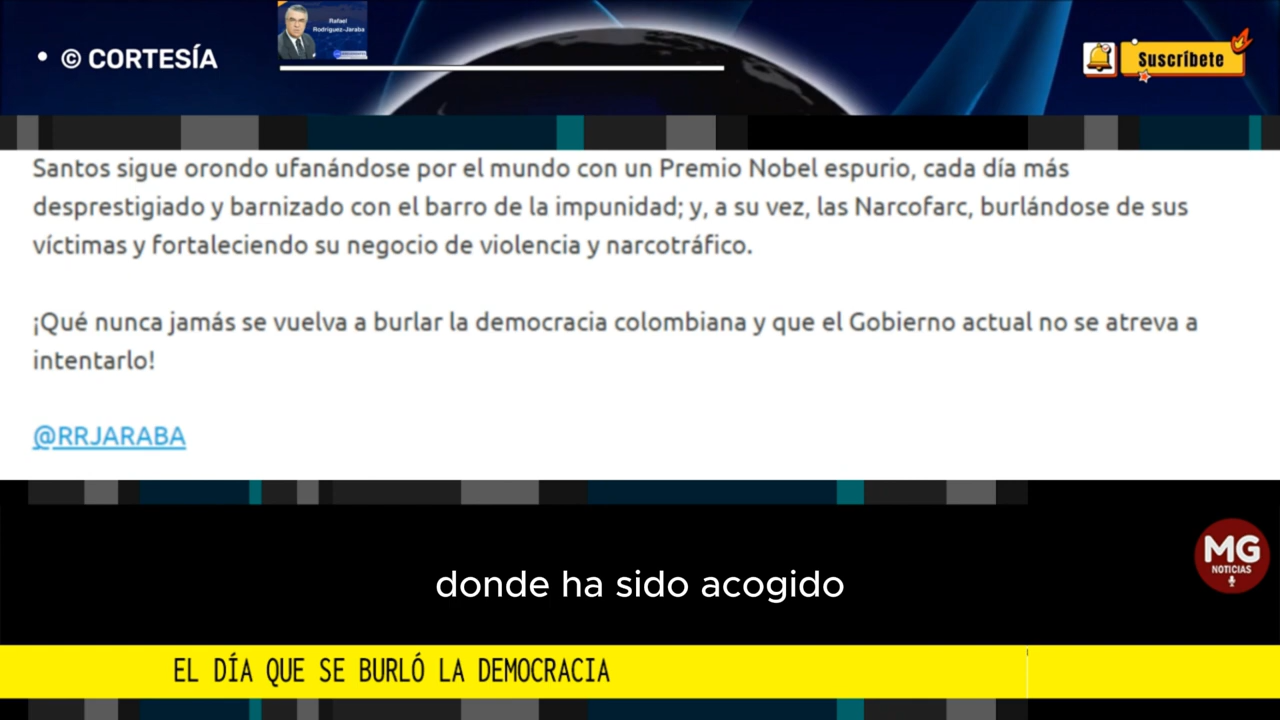 • © CORTESÍA
Rafael
Rodríguez-Jaraba
Suscríbete
Santos sigue orondo ufanándose por el mundo con un Premio Nobel espurio, cada día más
desprestigiado y barnizado con el barro de la impunidad; y, a su vez, las Narcofarc, burlándose de sus
víctimas y fortaleciendo su negocio de violencia y narcotráfico.
¡Qué nunca jamás se vuelva a burlar la democracia colombiana y que el Gobierno actual no se atreva a
intentarlo!
@RRJARABA
MG
NOTICIAS
donde ha sido acogido
EL DÍA QUE SE BURLÓ LA DEMOCRACIA